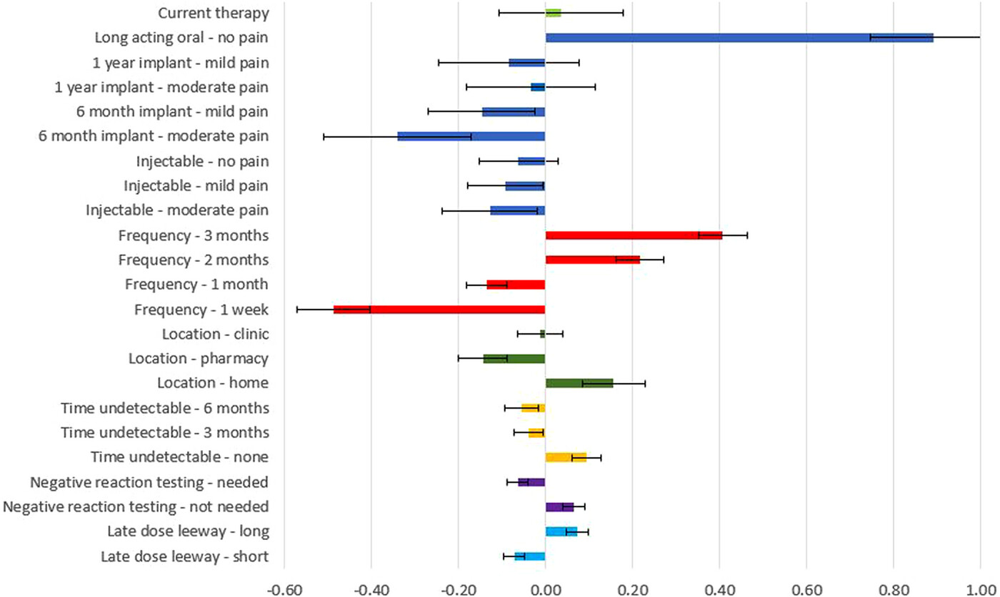 Current therapy
Long acting oral - no pain
1 year implant - mild pain
1 year implant - moderate pain
6 month implant - mild pain
6 month implant - moderate pain
Injectable - no pain
Injectable - mild pain
Injectable - moderate pain
Frequency - 3 months
Frequency - 2 months
Frequency - 1 month
Frequency - 1 week
Location - clinic
Location - pharmacy
Location - home
Time undetectable - 6 months
Time undetectable - 3 months
Time undetectable - none
Negative reaction testing - needed
Negative reaction testing - not needed
Late dose leeway - long
Late dose leeway - short
-0.60 -0.40 -0.20 0.00 0.20 0.40 0.60 0.80 1.00